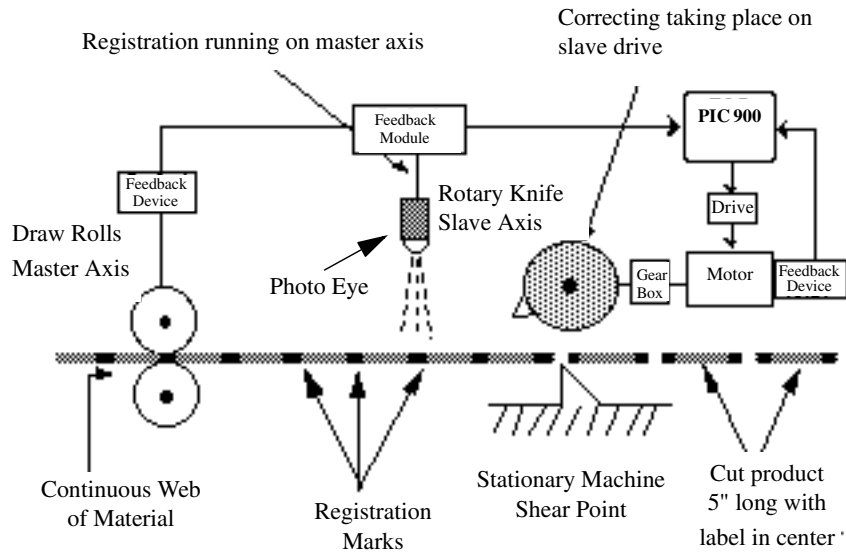 Registration running on master axis
Correcting taking place on
slave drive
Feedback
Module
PIC 900
Feedback
Device
Rotary Knife
Slave Axis
Drive
Draw Rolls
Master Axis
Photo Eye
Gear
Box
Motor
Feedback
Device
Continuous Web
of Material
Registration
Marks
Stationary Machine
Shear Point
Cut product
5" long with
label in center